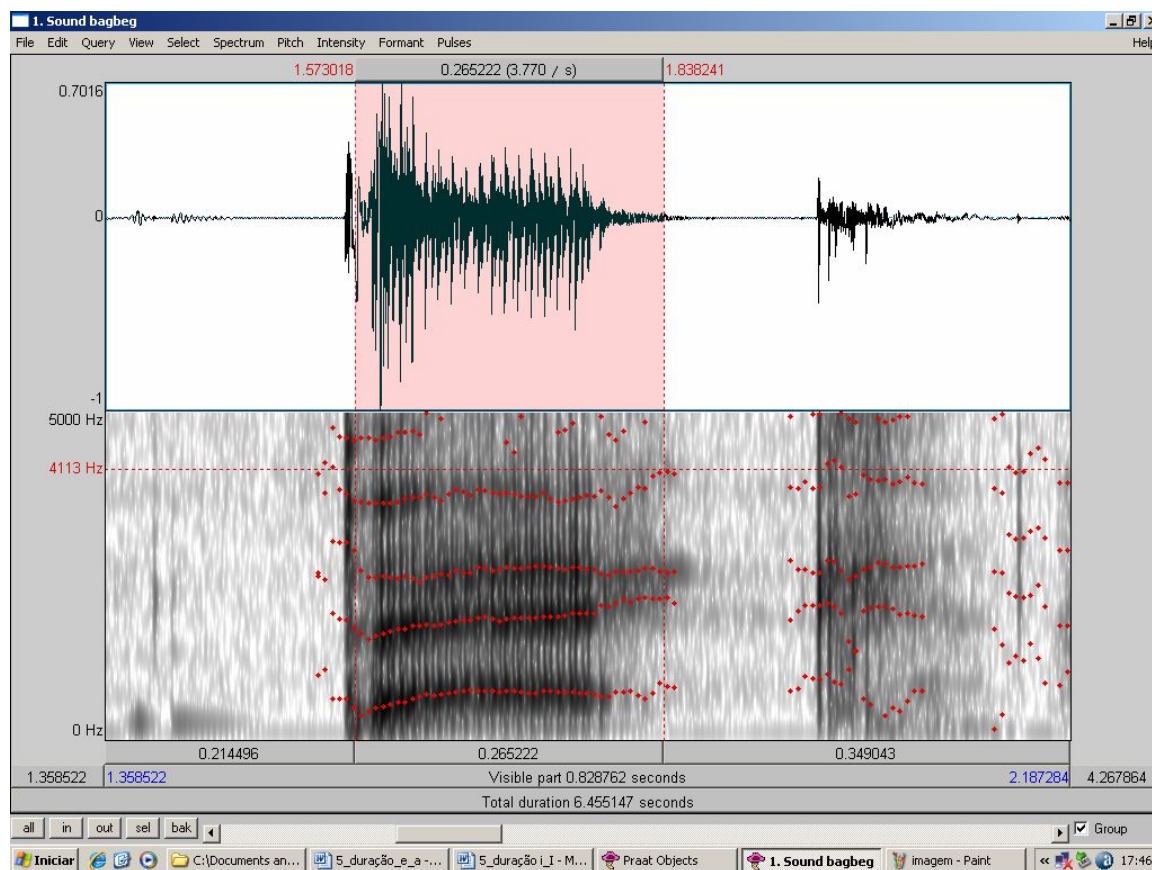 1. Sound bagbeg
File Edit Query View Select Spectrum Pitch Intensity Formant Pulses Help
1.573018 0.265222 (3.770 / s) 1.838241
0.7016
0
-1
5000 Hz
4113 Hz
0 Hz
0.214496 0.265222 0.349043
1.358522 1.358522 Visible part 0.828762 seconds 2.187284 4.267864
Total duration 6.455147 seconds
all in out sel bak Group
Iniciar C:\Documents an... 5_duração_e_a -... 5_duração i_I - M... Praat Objects 1. Sound bagbeg imagem - Paint « 17:46